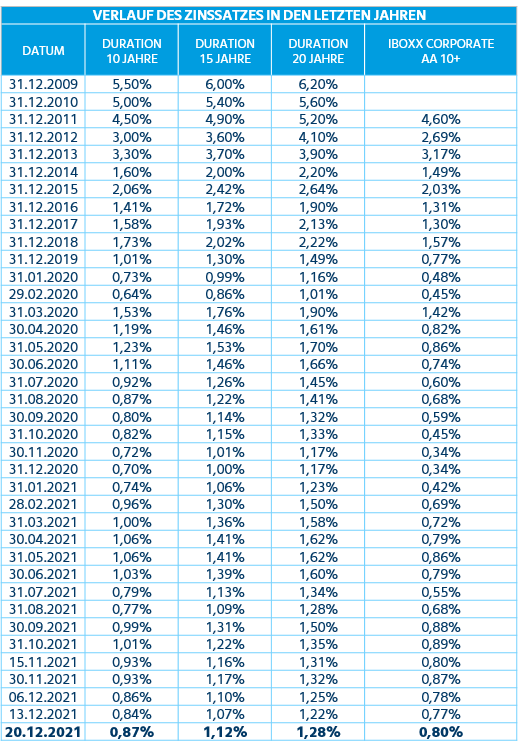 VERLAUF DES ZINSSATZES IN DEN LETZTEN JAHREN
DATUM DURATION 10 JAHRE DURATION 15 JAHRE DURATION 20 JAHRE IBOXX CORPORATE AA 10+
31.12.2009 5,50% 6,00% 6,20%
31.12.2010 5,00% 5,40% 5,60%
31.12.2011 4,50% 4,90% 5,20% 4,60%
31.12.2012 3,00% 3,60% 4,10% 2,69%
31.12.2013 3,30% 3,70% 3,90% 3,17%
31.12.2014 1,60% 2,00% 2,20% 1,49%
31.12.2015 2,06% 2,42% 2,64% 2,03%
31.12.2016 1,41% 1,72% 1,90% 1,31%
31.12.2017 1,58% 1,93% 2,13% 1,30%
31.12.2018 1,73% 2,02% 2,22% 1,57%
31.12.2019 1,01% 1,30% 1,49% 0,77%
31.01.2020 0,73% 0,99% 1,16% 0,48%
29.02.2020 0,64% 0,86% 1,01% 0,45%
31.03.2020 1,53% 1,76% 1,90% 1,42%
30.04.2020 1,19% 1,46% 1,61% 0,82%
31.05.2020 1,23% 1,53% 1,70% 0,86%
30.06.2020 1,11% 1,46% 1,66% 0,74%
31.07.2020 0,92% 1,26% 1,45% 0,60%
31.08.2020 0,87% 1,22% 1,41% 0,68%
30.09.2020 0,80% 1,14% 1,32% 0,59%
31.10.2020 0,82% 1,15% 1,33% 0,45%
30.11.2020 0,72% 1,01% 1,17% 0,34%
31.12.2020 0,70% 1,00% 1,17% 0,34%
31.01.2021 0,74% 1,06% 1,23% 0,42%
28.02.2021 0,96% 1,30% 1,50% 0,69%
31.03.2021 1,00% 1,36% 1,58% 0,72%
30.04.2021 1,06% 1,41% 1,62% 0,79%
31.05.2021 1,06% 1,41% 1,62% 0,86%
30.06.2021 1,03% 1,39% 1,60% 0,79%
31.07.2021 0,79% 1,13% 1,34% 0,55%
31.08.2021 0,77% 1,09% 1,28% 0,68%
30.09.2021 0,99% 1,31% 1,50% 0,88%
31.10.2021 1,01% 1,22% 1,35% 0,89%
15.11.2021 0,93% 1,16% 1,31% 0,80%
30.11.2021 0,93% 1,17% 1,32% 0,87%
06.12.2021 0,86% 1,10% 1,25% 0,78%
13.12.2021 0,84% 1,07% 1,22% 0,77%
20.12.2021 0,87% 1,12% 1,28% 0,80%